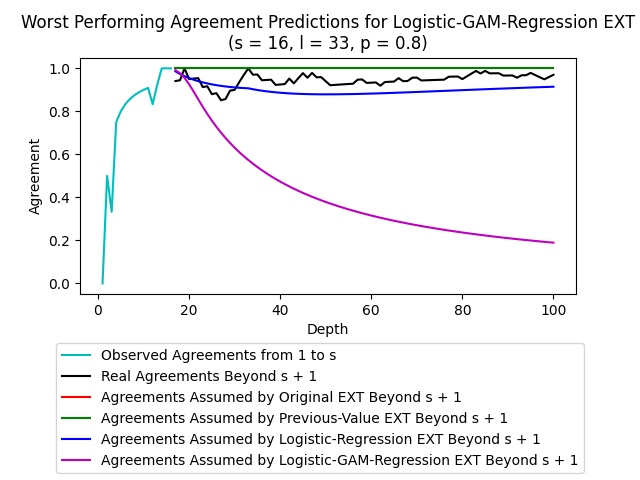 Worst Performing Agreement Predictions for Logistic-GAM-Regression EXT
(s = 16, l = 33, p = 0.8)
1.0
0.8
0.6
0.4
0.2
0.0
Agreement
0 20 40 60 80 100
Depth
Observed Agreements from 1 to s
Real Agreements Beyond s + 1
Agreements Assumed by Original EXT Beyond s + 1
Agreements Assumed by Previous-Value EXT Beyond s + 1
Agreements Assumed by Logistic-Regression EXT Beyond s + 1
Agreements Assumed by Logistic-GAM-Regression EXT Beyond s + 1